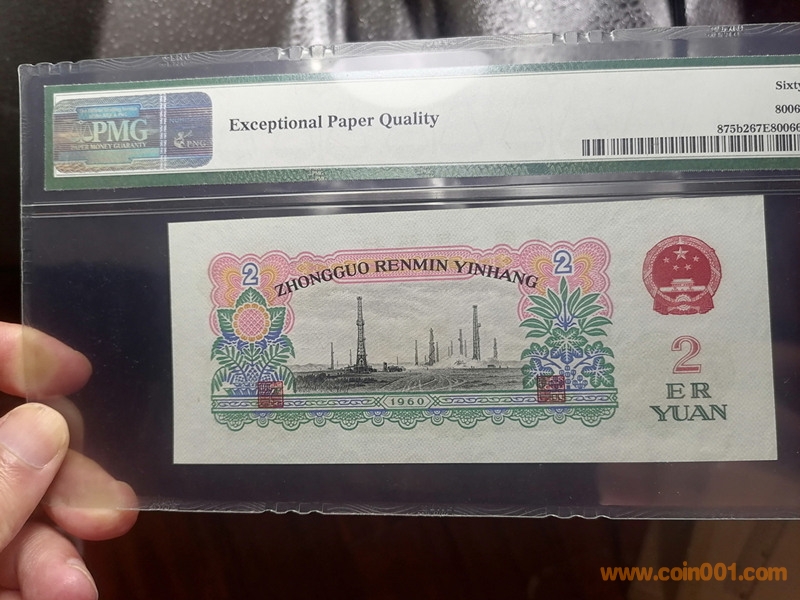 Sixty
PMG
PAPER MONEY GUARANTY
PNG
Exceptional Paper Quality
8006
875b267E80066
2
2
ZHONGGUO RENMIN YINHANG
2
ER
YUAN
1960
www.coin001.com